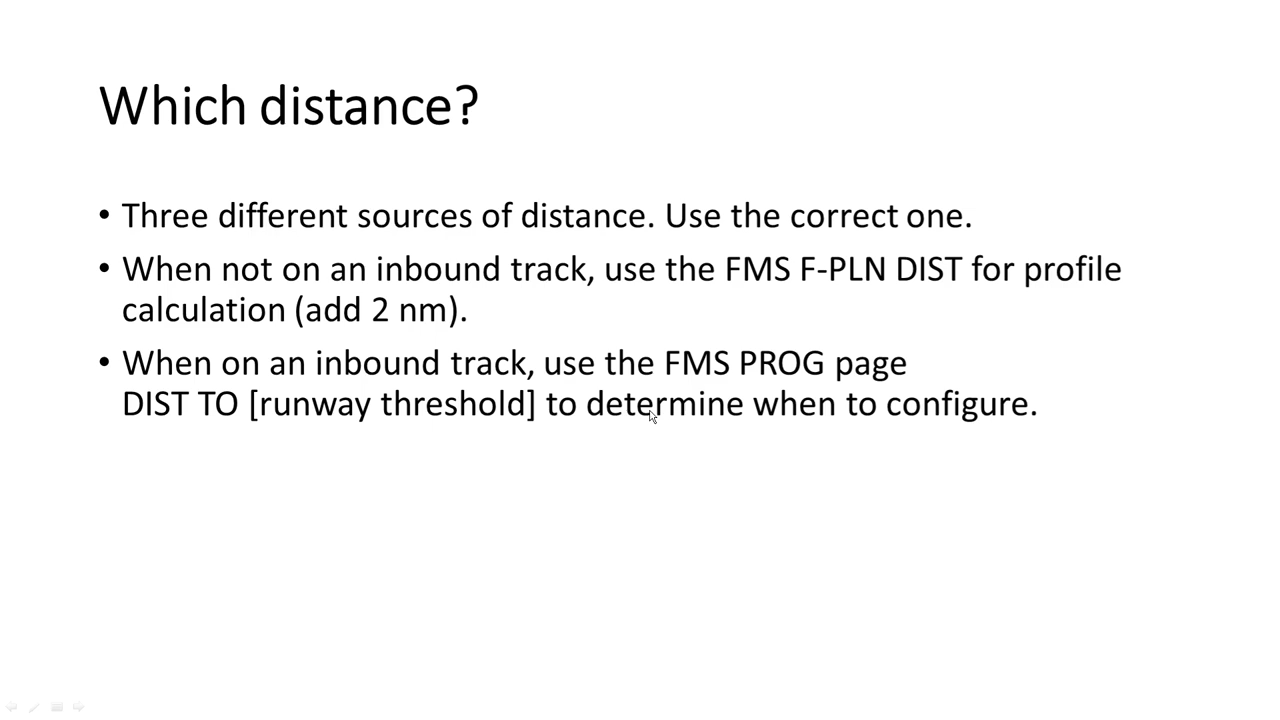 Which distance?
• Three different sources of distance. Use the correct one.
• When not on an inbound track, use the FMS F-PLN DIST for profile
calculation (add 2 nm).
• When on an inbound track, use the FMS PROG page
DIST TO [runway threshold] to determine when to configure.